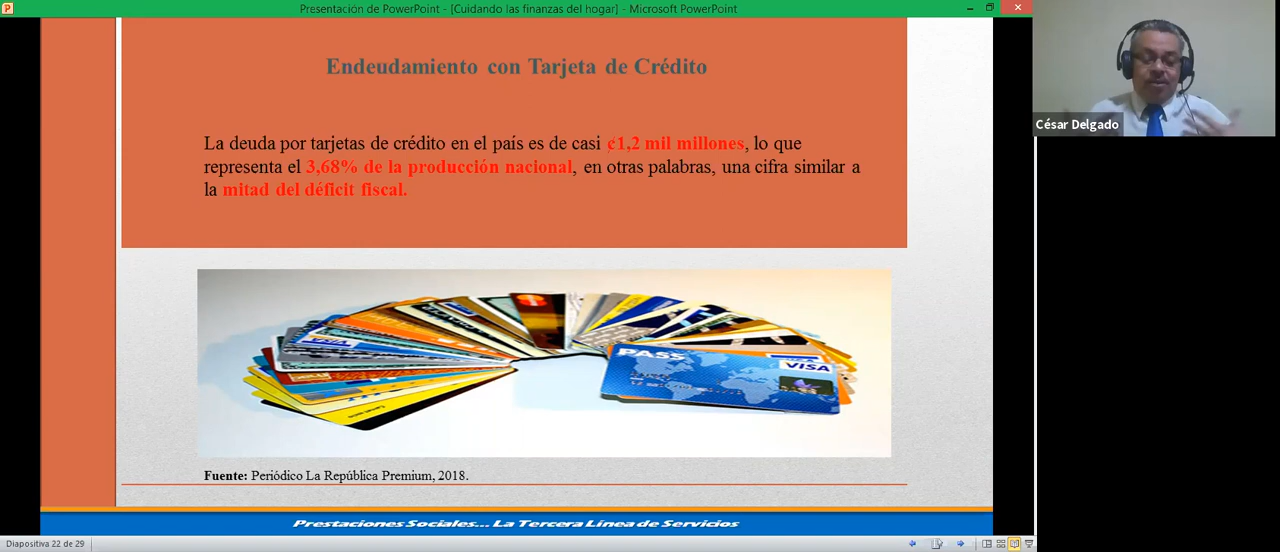 Presentación de PowerPoint - [Cuidando las finanzas del hogar] - Microsoft PowerPoint
Endeudamiento con Tarjeta de Crédito
La deuda por tarjetas de crédito en el país es de casi ¢1,2 mil millones, lo que
representa el 3,68% de la producción nacional, en otras palabras, una cifra similar a
la mitad del déficit fiscal.
VISA
PASS
VISA
Fuente: Periódico La República Premium, 2018.
Prestaciones Sociales... La Tercera Línea de Servicios
Diapositiva 22 de 29
César Delgado